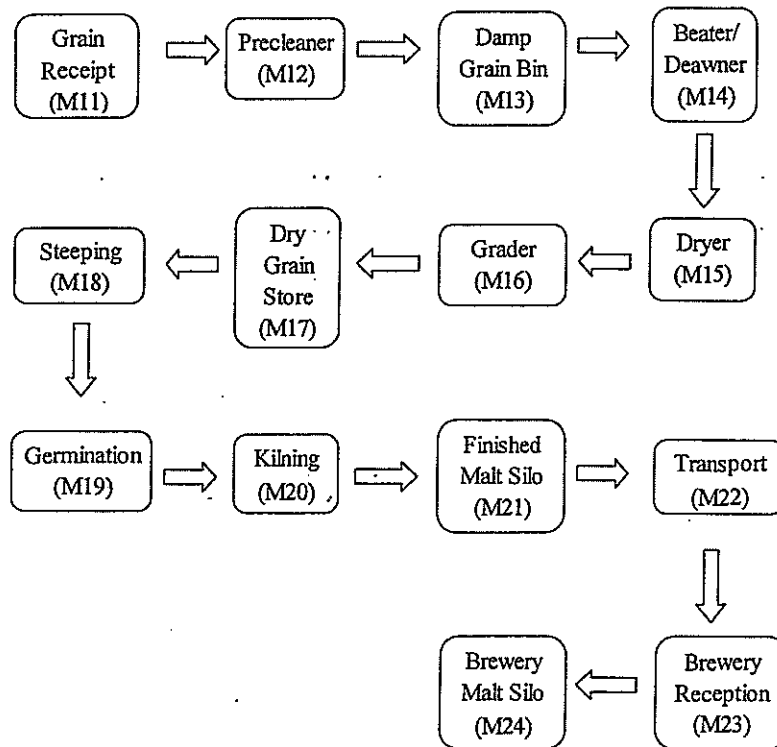 Grain
Receipt
(M11)
Precleaner
(M12)
Damp
Grain Bin
(M13)
Beater/
Deawner
(M14)
Dryer
(M15)
Grader
(M16)
Dry
Grain
Store
(M17)
Steeping
(M18)
Germination
(M19)
Kilning
(M20)
Finished
Malt Silo
(M21)
Transport
(M22)
Brewery
Reception
(M23)
Brewery
Malt Silo
(M24)